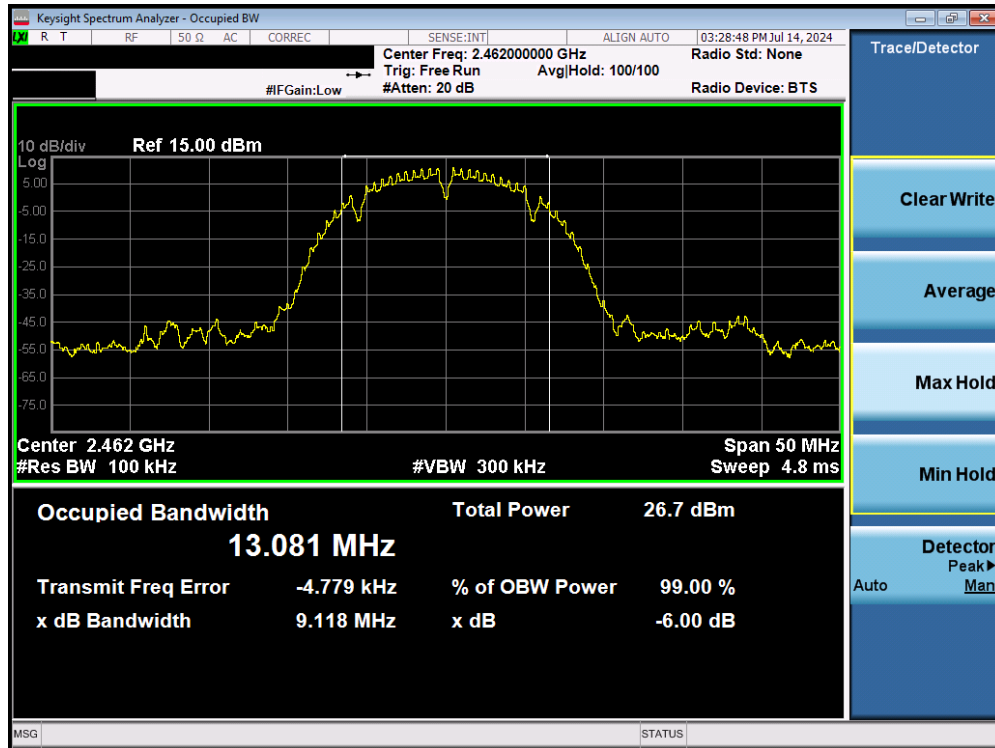 Keysight Spectrum Analyzer - Occupied BW
LXI R T RF 50 Ω AC CORREC SENSE:INT ALIGN AUTO 03:28:48 PM Jul 14, 2024
Center Freq: 2.462000000 GHz Radio Std: None
Trig: Free Run Avg|Hold: 100/100
#IFGain:Low #Atten: 20 dB Radio Device: BTS
10 dB/div Ref 15.00 dBm
Log
5.00
-5.00
-15.0
-25.0
-35.0
-45.0
-55.0
-65.0
-75.0
Center 2.462 GHz Span 50 MHz
#Res BW 100 kHz #VBW 300 kHz Sweep 4.8 ms
Occupied Bandwidth Total Power 26.7 dBm
13.081 MHz
Transmit Freq Error -4.779 kHz % of OBW Power 99.00 %
x dB Bandwidth 9.118 MHz x dB -6.00 dB
MSG STATUS
Trace/Detector
Clear Write
Average
Max Hold
Min Hold
Detector
Peak
Auto Man